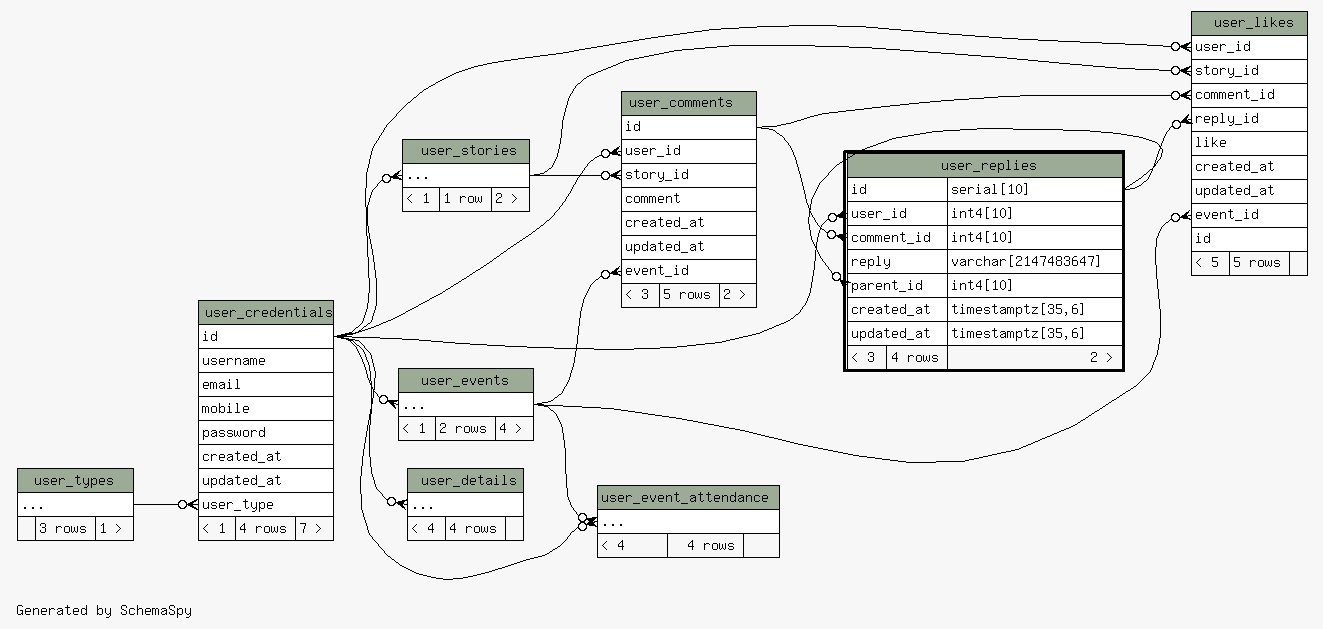 user_likes
user_id
story_id
comment_id
reply_id
like
created_at
updated_at
event_id
id
< 5 5 rows
user_comments
id
user_id
story_id
comment
created_at
updated_at
event_id
< 3 5 rows 2 >
user_stories
...
< 1 1 row 2 >
user_replies
id serial[10]
user_id int4[10]
comment_id int4[10]
reply varchar[2147483647]
parent_id int4[10]
created_at timestamptz[35,6]
updated_at timestamptz[35,6]
< 3 4 rows 2 >
user_credentials
id
username
email
mobile
password
created_at
updated_at
user_type
< 1 4 rows 7 >
user_events
...
< 1 2 rows 4 >
user_types
...
3 rows 1 >
user_details
...
< 4 4 rows
user_event_attendance
...
< 4 4 rows
Generated by SchemaSpy